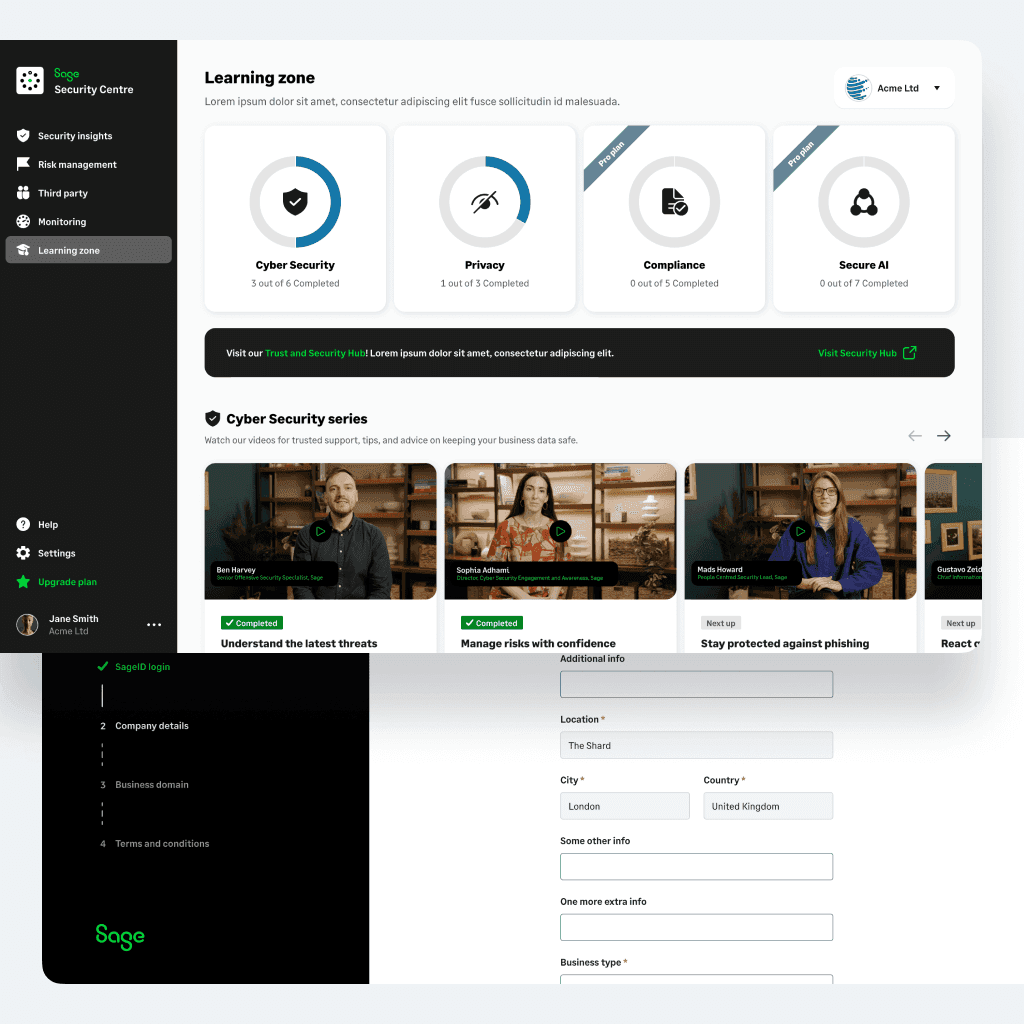 Sage
Security Centre
Security insights
Risk management
Third party
Monitoring
Learning zone
Help
Settings
Upgrade plan
Jane Smith
Acme Ltd
Learning zone
Lorem ipsum dolor sit amet, consectetur adipiscing elit fusce sollicitudin id malesuada.
Acme Ltd
Cyber Security
3 out of 6 Completed
Privacy
1 out of 3 Completed
Pro plan
Compliance
0 out of 5 Completed
Pro plan
Secure AI
0 out of 7 Completed
Visit our Trust and Security Hub! Lorem ipsum dolor sit amet, consectetur adipiscing elit.
Visit Security Hub
Cyber Security series
Watch our videos for trusted support, tips, and advice on keeping your business data safe.
Ben Harvey
Senior Offensive Security Specialist, Sage
Completed
Understand the latest threats
Sophia Adhami
Director, Cyber Security Engagement and Awareness, Sage
Completed
Manage risks with confidence
Mads Howard
People Centred Security Lead, Sage
Next up
Stay protected against phishing
Gustavo Zeid
Chief Informatio
Next up
React
SageID login
2 Company details
3 Business domain
4 Terms and conditions
Sage
Additional info
Location *
The Shard
City *
London
Country *
United Kingdom
Some other info
One more extra info
Business type *